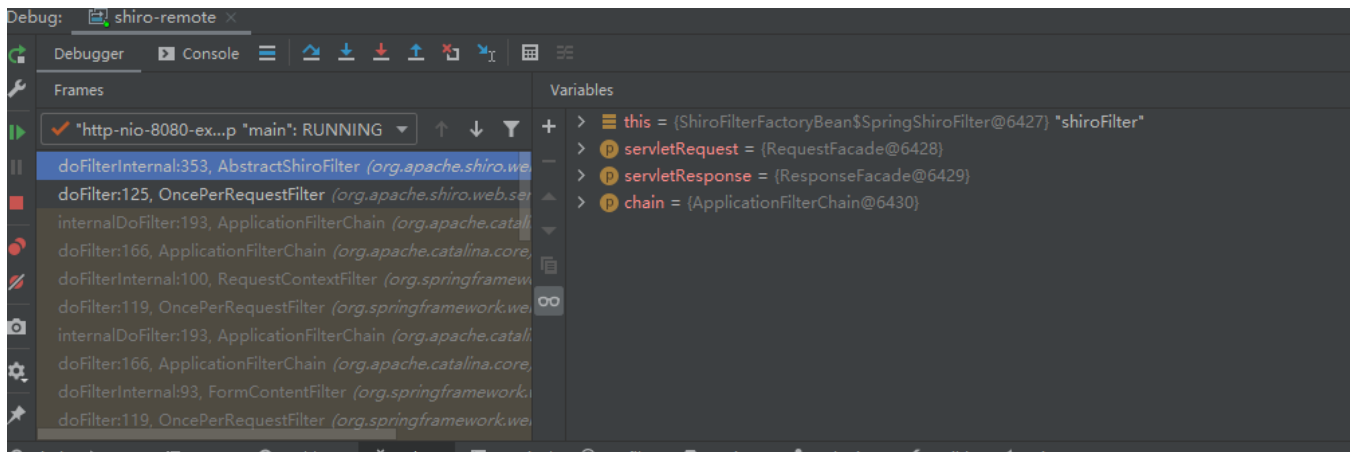 Debug: shiro-remote
Debugger Console
Frames
"http-nio-8080-ex...p "main": RUNNING
doFilterInternal:353, AbstractShiroFilter (org.apache.shiro.we
doFilter:125, OncePerRequestFilter (org.apache.shiro.web.ser
internalDoFilter:193, ApplicationFilterChain (org.apache.catali
doFilter:166, ApplicationFilterChain (org.apache.catalina.core)
doFilterInternal:100, RequestContextFilter (org.springframew
doFilter:119, OncePerRequestFilter (org.springframework.we
internalDoFilter:193, ApplicationFilterChain (org.apache.catali
doFilter:166, ApplicationFilterChain (org.apache.catalina.core)
doFilterInternal:93, FormContentFilter (org.springframework.
doFilter:119, OncePerRequestFilter (org.springframework.we
Variables
this = {ShiroFilterFactoryBean$SpringShiroFilter@6427} "shiroFilter"
servletRequest = {RequestFacade@6428}
servletResponse = {ResponseFacade@6429}
chain = {ApplicationFilterChain@6430}